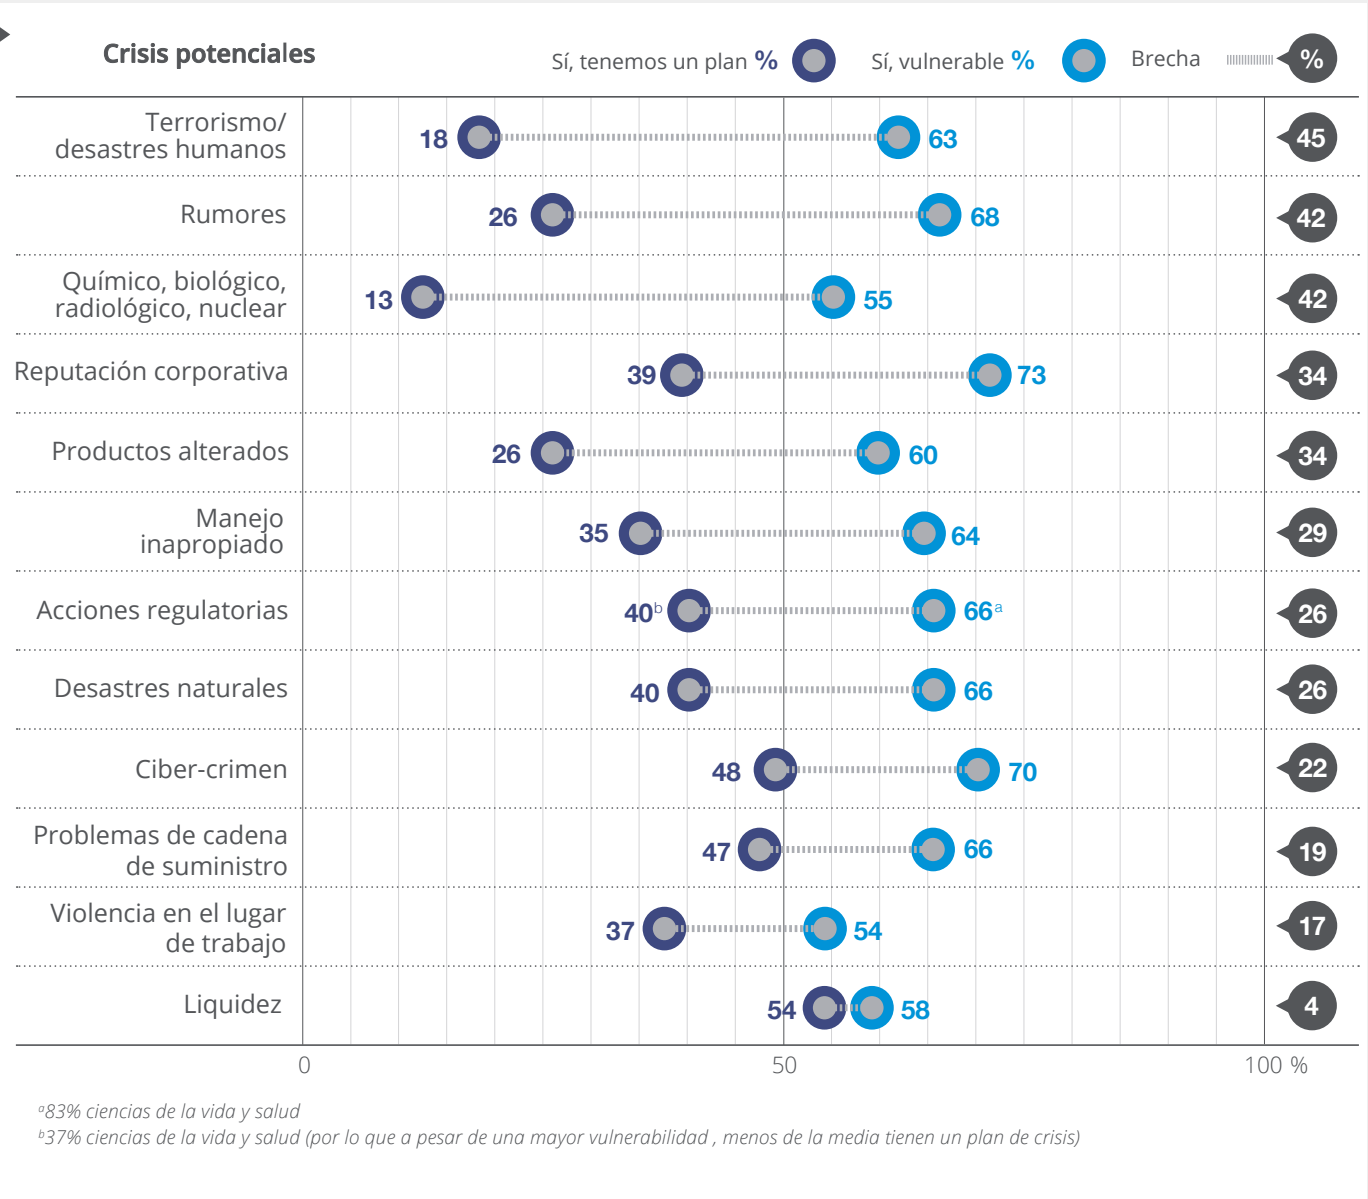 Crisis potenciales
Sí, tenemos un plan %
Sí, vulnerable %
Brecha
%
Terrorismo/
desastres humanos
18
63
45
Rumores
26
68
42
Químico, biológico,
radiológico, nuclear
13
55
42
Reputación corporativa
39
73
34
Productos alterados
26
60
34
Manejo
inapropiado
35
64
29
Acciones regulatorias
40b
66a
26
Desastres naturales
40
66
26
Ciber-crimen
48
70
22
Problemas de cadena
de suministro
47
66
19
Violencia en el lugar
de trabajo
37
54
17
Liquidez
54
58
4
0
50
100 %
a83% ciencias de la vida y salud
b37% ciencias de la vida y salud (por lo que a pesar de una mayor vulnerabilidad , menos de la media tienen un plan de crisis)